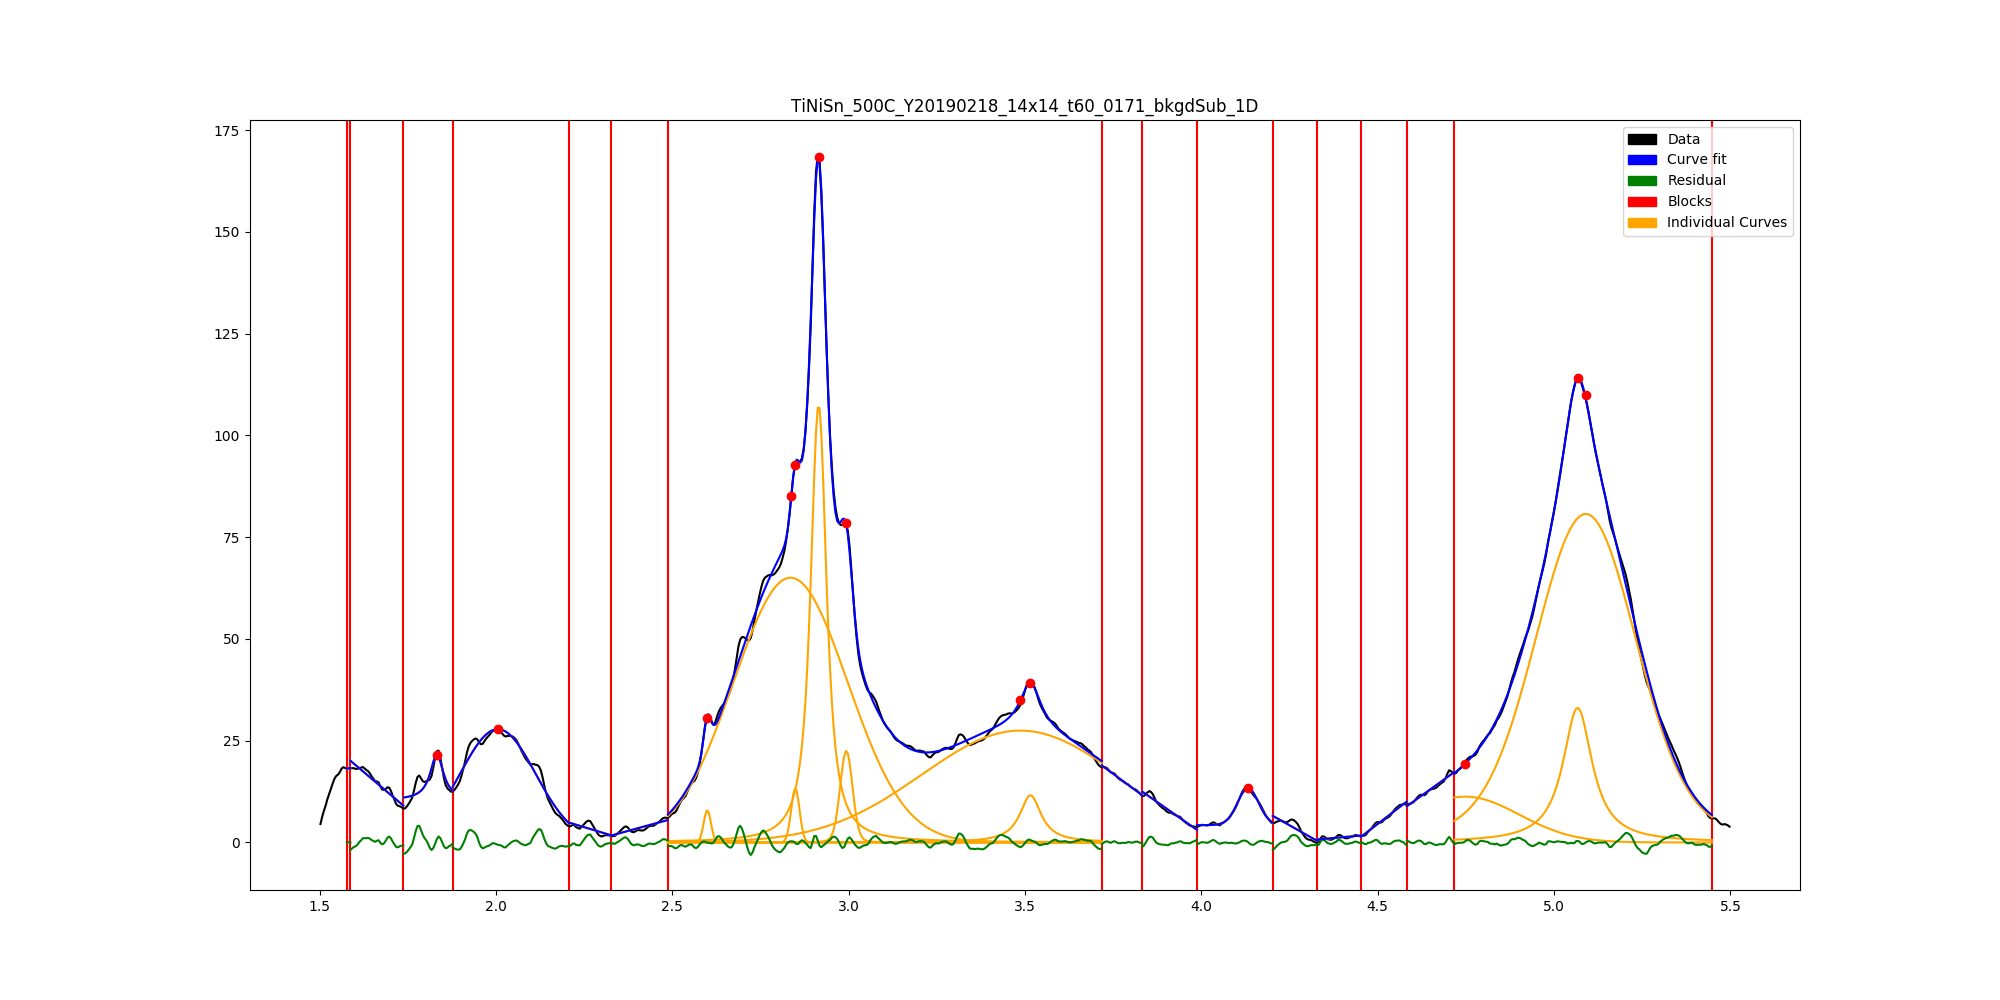 TiNiSn_500C_Y20190218_14x14_t60_0171_bkgdSub_1D
175
150
125
100
75
50
25
0
Data
Curve fit
Residual
Blocks
Individual Curves
1.5 2.0 2.5 3.0 3.5 4.0 4.5 5.0 5.5